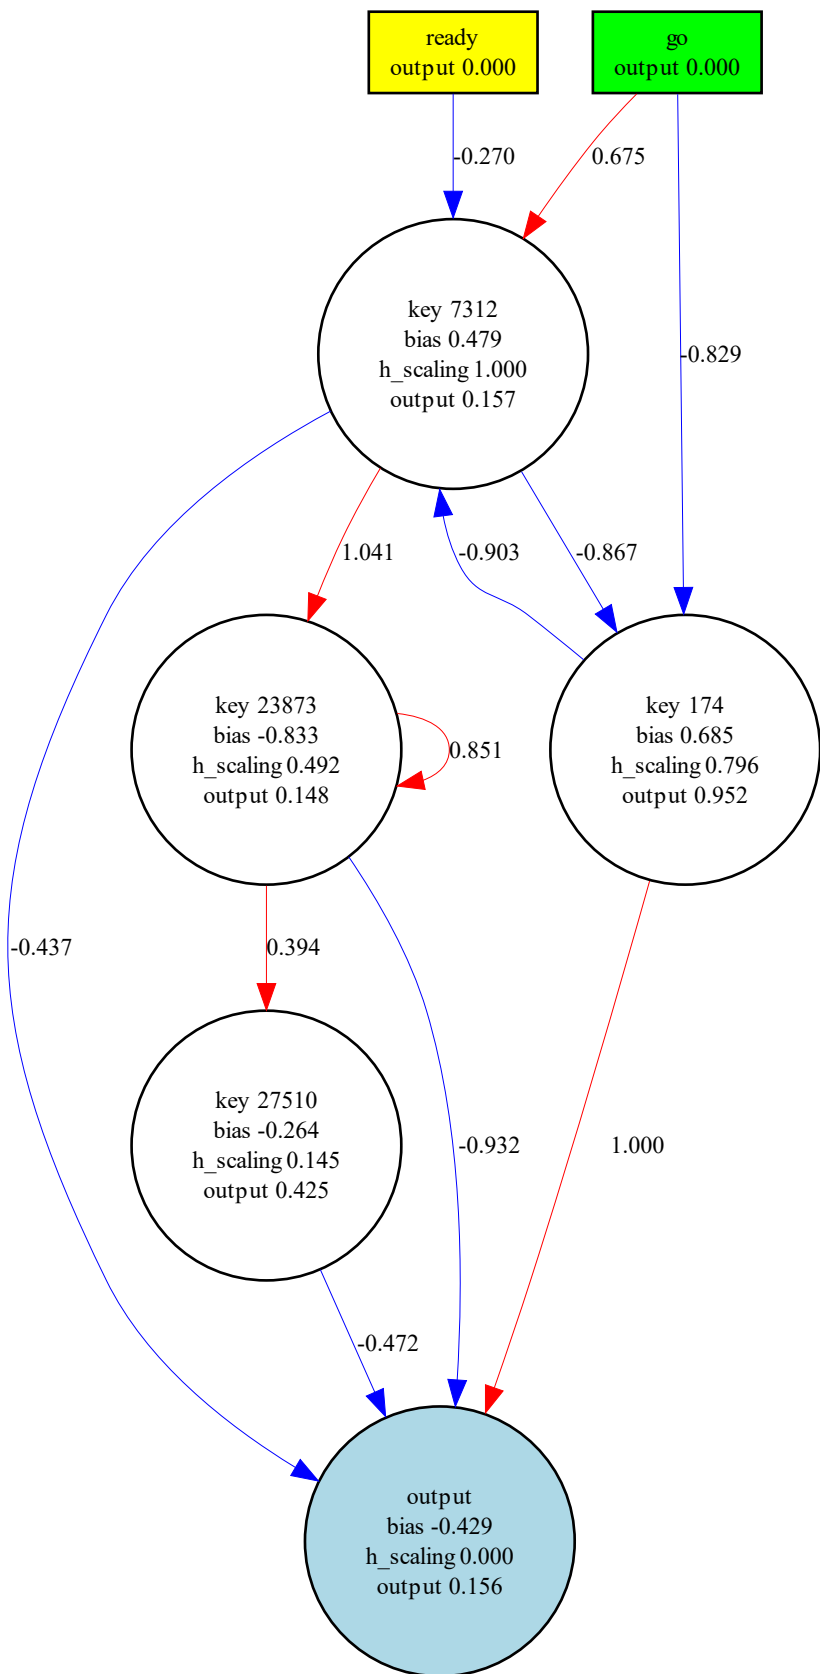 ready
output 0.000
go
output 0.000
-0.270
0.675
key 7312
bias 0.479
h_scaling 1.000
output 0.157
-0.829
1.041
-0.903
-0.867
key 23873
bias -0.833
h_scaling 0.492
output 0.148
0.851
key 174
bias 0.685
h_scaling 0.796
output 0.952
-0.437
0.394
key 27510
bias -0.264
h_scaling 0.145
output 0.425
-0.932
1.000
-0.472
output
bias -0.429
h_scaling 0.000
output 0.156